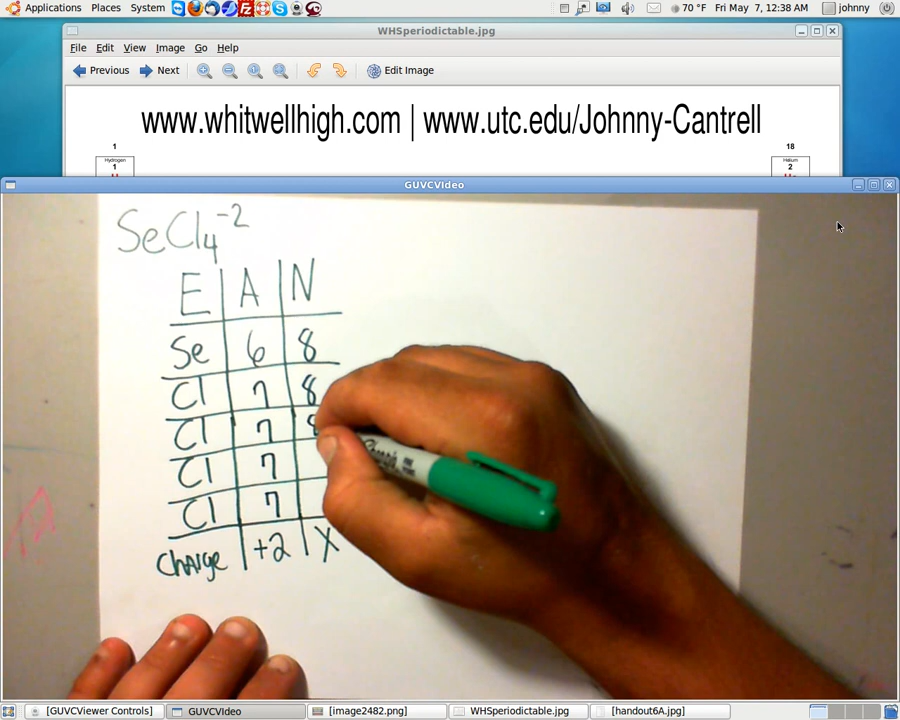 Applications Places System 70 °F Fri May 7, 12:38 AM johnny
WHSperiodictable.jpg
File Edit View Image Go Help
Previous Next Edit Image
www.whitwellhigh.com | www.utc.edu/Johnny-Cantrell
1 18
Hydrogen Helium
1 2
GUVCVIdeo
SeCl4-2
E A N
Se 6 8
Cl 7 8
Cl 7 8
Cl 7
Cl 7
Charge +2 X
[GUVCViewer Controls] GUVCVIdeo [image2482.png] WHSperiodictable.jpg [handout6A.jpg]